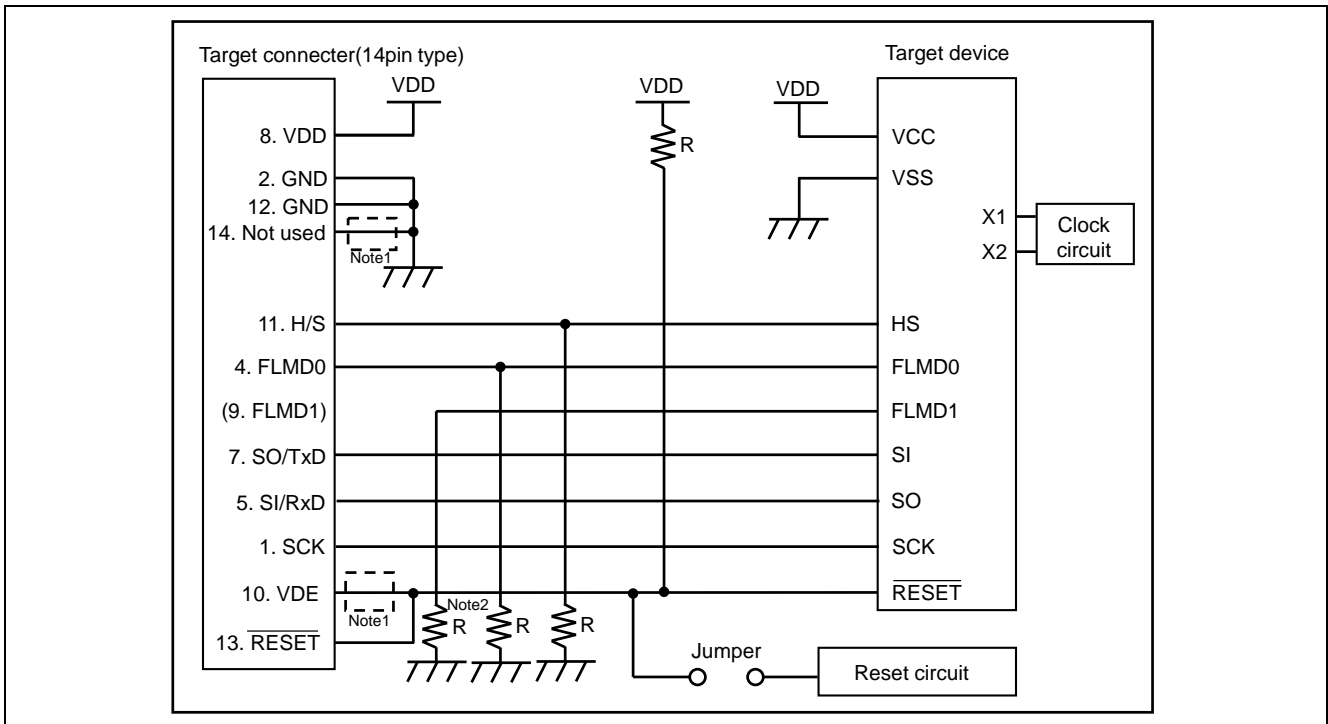 Target connecter(14pin type)
Target device
VDD
VDD
VDD
8. VDD
R
VCC
2. GND
VSS
12. GND
14. Not used
Note1
X1
X2
Clock
circuit
11. H/S
HS
4. FLMD0
FLMD0
(9. FLMD1)
FLMD1
7. SO/TxD
SI
5. SI/RxD
SO
1. SCK
SCK
10. VDE
RESET
Note1
Note2
R
R
R
13. RESET
Jumper
Reset circuit